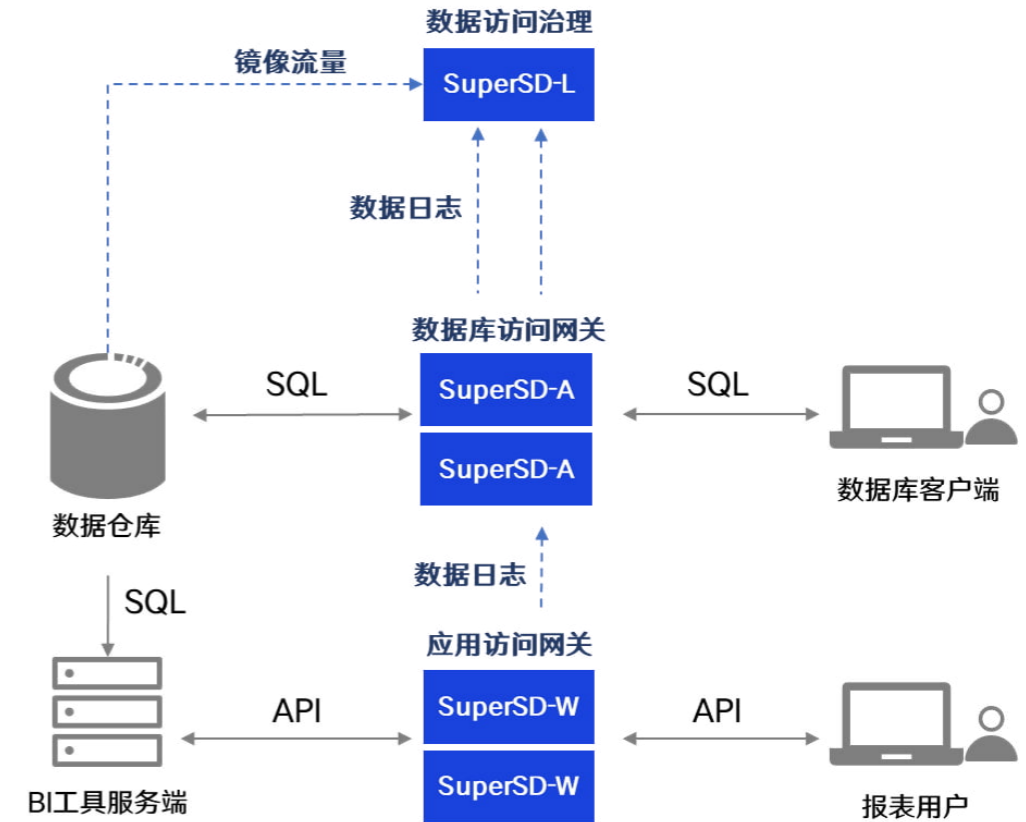 数据访问治理
镜像流量
SuperSD-L
数据日志
数据库访问网关
SQL
SuperSD-A
SQL
SuperSD-A
数据仓库
数据库客户端
数据日志
SQL
应用访问网关
API
SuperSD-W
API
SuperSD-W
BI工具服务端
报表用户